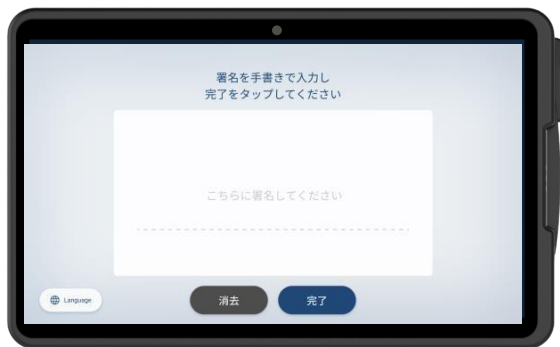 署名を手書きで入力し
完了をタップしてください
こちらに署名してください
Language
消去
完了